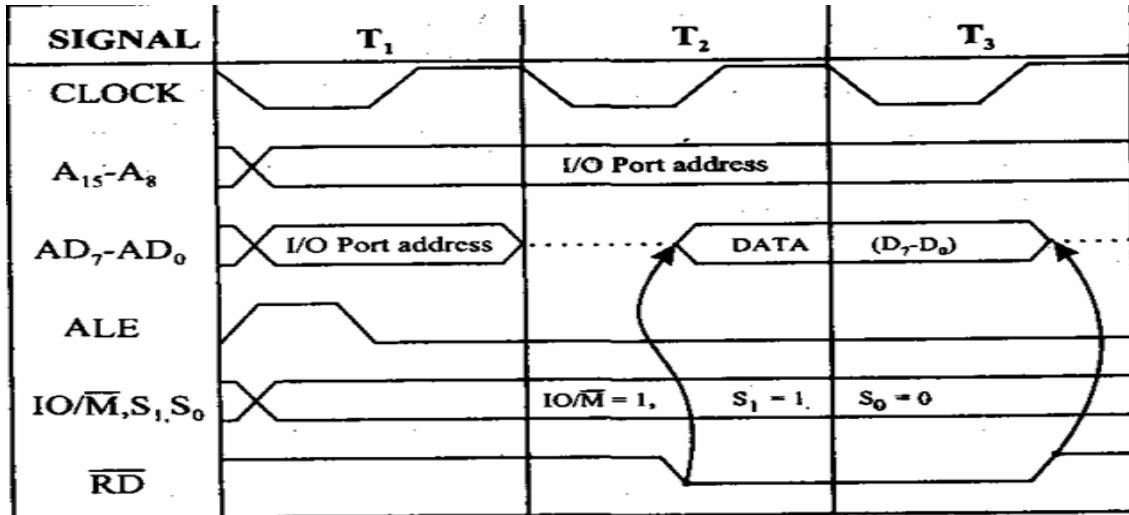 SIGNAL T₁ T₂ T₃
CLOCK
A₁₅-A₈ I/O Port address
AD₇-AD₀ I/O Port address DATA (D₇-D₀)
ALE
IO/M̅,S₁,S₀ IO/M̅ = 1, S₁ = 1, S₀ = 0
R̅D̅